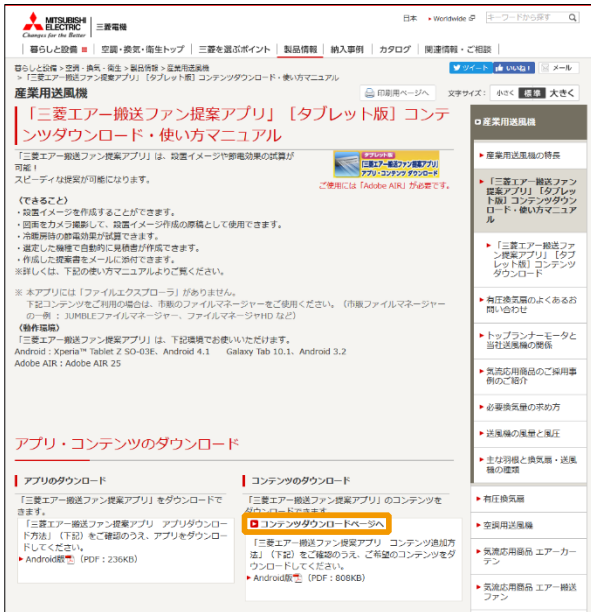 MITSUBISHI
ELECTRIC
Changes for the Better
三菱電機
日本
Worldwide
キーワードから探す
暮らしと設備
空調・換気・衛生トップ
三菱を選ぶポイント
製品情報
納入事例
カタログ
関連情報・ご相談
暮らしと設備 > 空調・換気・衛生 > 製品情報 > 産業用送風機
> 「三菱エアー搬送ファン提案アプリ」［タブレット版］コンテンツダウンロード・使い方マニュアル
ツイート
いいね！
メール
産業用送風機
印刷用ページへ
文字サイズ： 小さく 標準 大きく
「三菱エアー搬送ファン提案アプリ」［タブレット版］コンテ
ンツダウンロード・使い方マニュアル
「三菱エアー搬送ファン提案アプリ」は、設置イメージや節電効果の試算が
可能！
スピーディな提案が可能になります。
タブレット版
三菱エアー搬送ファン提案アプリ
アプリ・コンテンツ ダウンロード
ご使用には「Adobe AIR」が必要です。
〈できること〉
・設置イメージを作成することができます。
・図面をカメラ撮影して、設置イメージ作成の原稿として使用できます。
・冷暖房時の節電効果が試算できます。
・選定した機種で自動的に見積書が作成できます。
・作成した提案書をメールに添付できます。
※詳しくは、下記の使い方マニュアルよりご覧ください。
※ 本アプリには「ファイルエクスプローラ」がありません。
下記コンテンツをご利用の場合は、市販のファイルマネージャーをご使用ください。（市販ファイルマネージャー
の一例 ： JUMBLEファイルマネージャー、ファイルマネージャHD など）
〈動作環境〉
「三菱エアー搬送ファン提案アプリ」は、下記環境でお使いいただけます。
Android：Xperia™ Tablet Z SO-03E、Android 4.1　Galaxy Tab 10.1、Android 3.2
Adobe AIR：Adobe AIR 25
アプリ・コンテンツのダウンロード
アプリのダウンロード
「三菱エアー搬送ファン提案アプリ」をダウンロードで
きます。
「三菱エアー搬送ファン提案アプリ アプリダウンロー
ド方法」（下記）をご確認のうえ、アプリをダウンロー
ドしてください。
Android版 （PDF：236KB）
コンテンツのダウンロード
「三菱エアー搬送ファン提案アプリ」のコンテンツを
ダウンロードできます。
コンテンツダウンロードページへ
「三菱エアー搬送ファン提案アプリ コンテンツ追加方
法」（下記）をご確認のうえ、ご希望のコンテンツをダ
ウンロードしてください。
Android版 （PDF：808KB）
産業用送風機
産業用送風機の特長
「三菱エアー搬送ファン
提案アプリ」［タブレッ
ト版］コンテンツダウン
ロード・使い方マニュア
ル
「三菱エアー搬送ファ
ン提案アプリ」［タブ
レット版］コンテンツ
ダウンロード
有圧換気扇のよくあるお
問い合わせ
トップランナーモータと
当社送風機の関係
気流応用商品のご採用事
例のご紹介
必要換気量の求め方
送風機の風量と風圧
主な羽根と換気扇・送風
機の種類
有圧換気扇
空調用送風機
気流応用商品 エアーカー
テン
気流応用商品 エアー搬送
ファン